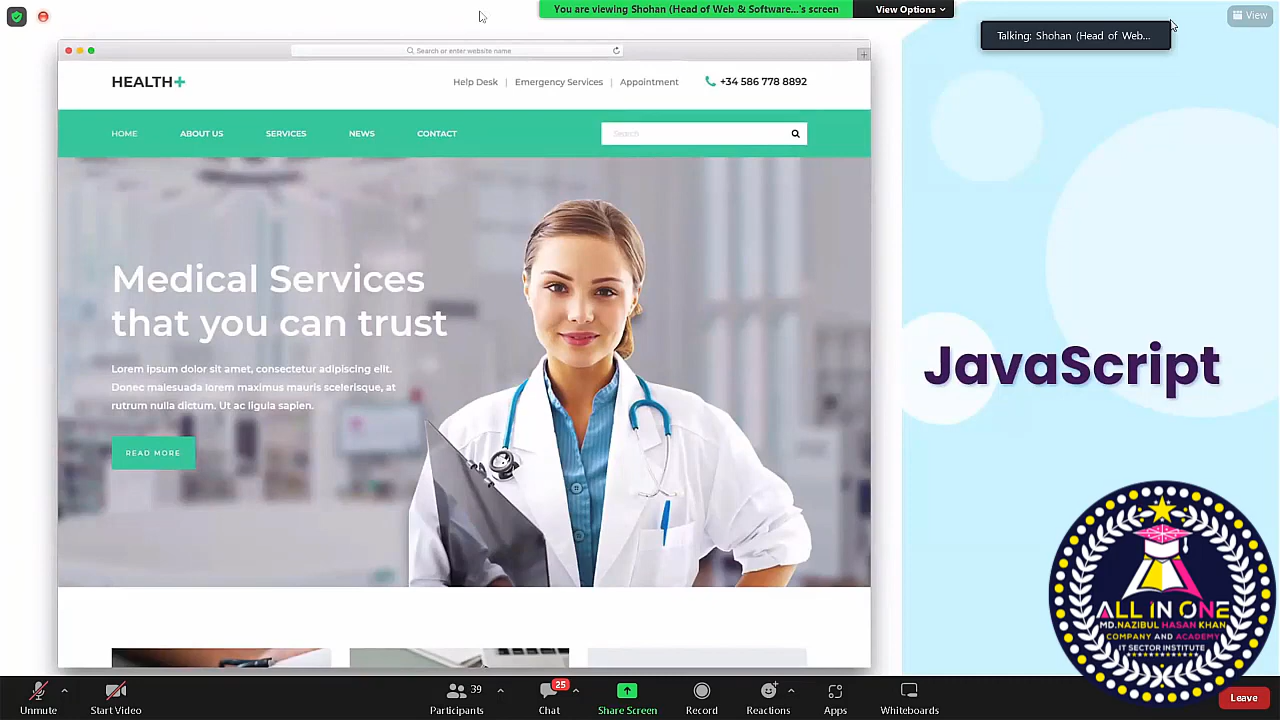 You are viewing Shohan (Head of Web & Software...'s screen
View Options
View
Talking: Shohan (Head of Web...
Search or enter website name
HEALTH+
Help Desk | Emergency Services | Appointment
+34 586 778 8892
HOME
ABOUT US
SERVICES
NEWS
CONTACT
Search
Medical Services
that you can trust
Lorem ipsum dolor sit amet, consectetur adipiscing elit.
Donec malesuada lorem maximus mauris scelerisque, at
rutrum nulla dictum. Ut ac ligula sapien.
READ MORE
JavaScript
ALL IN ONE
MD.NAZIBUL HASAN KHAN
COMPANY AND ACADEMY
IT SECTOR INSTITUTE
Unmute
Start Video
39
Participants
25
Chat
Share Screen
Record
Reactions
Apps
Whiteboards
Leave